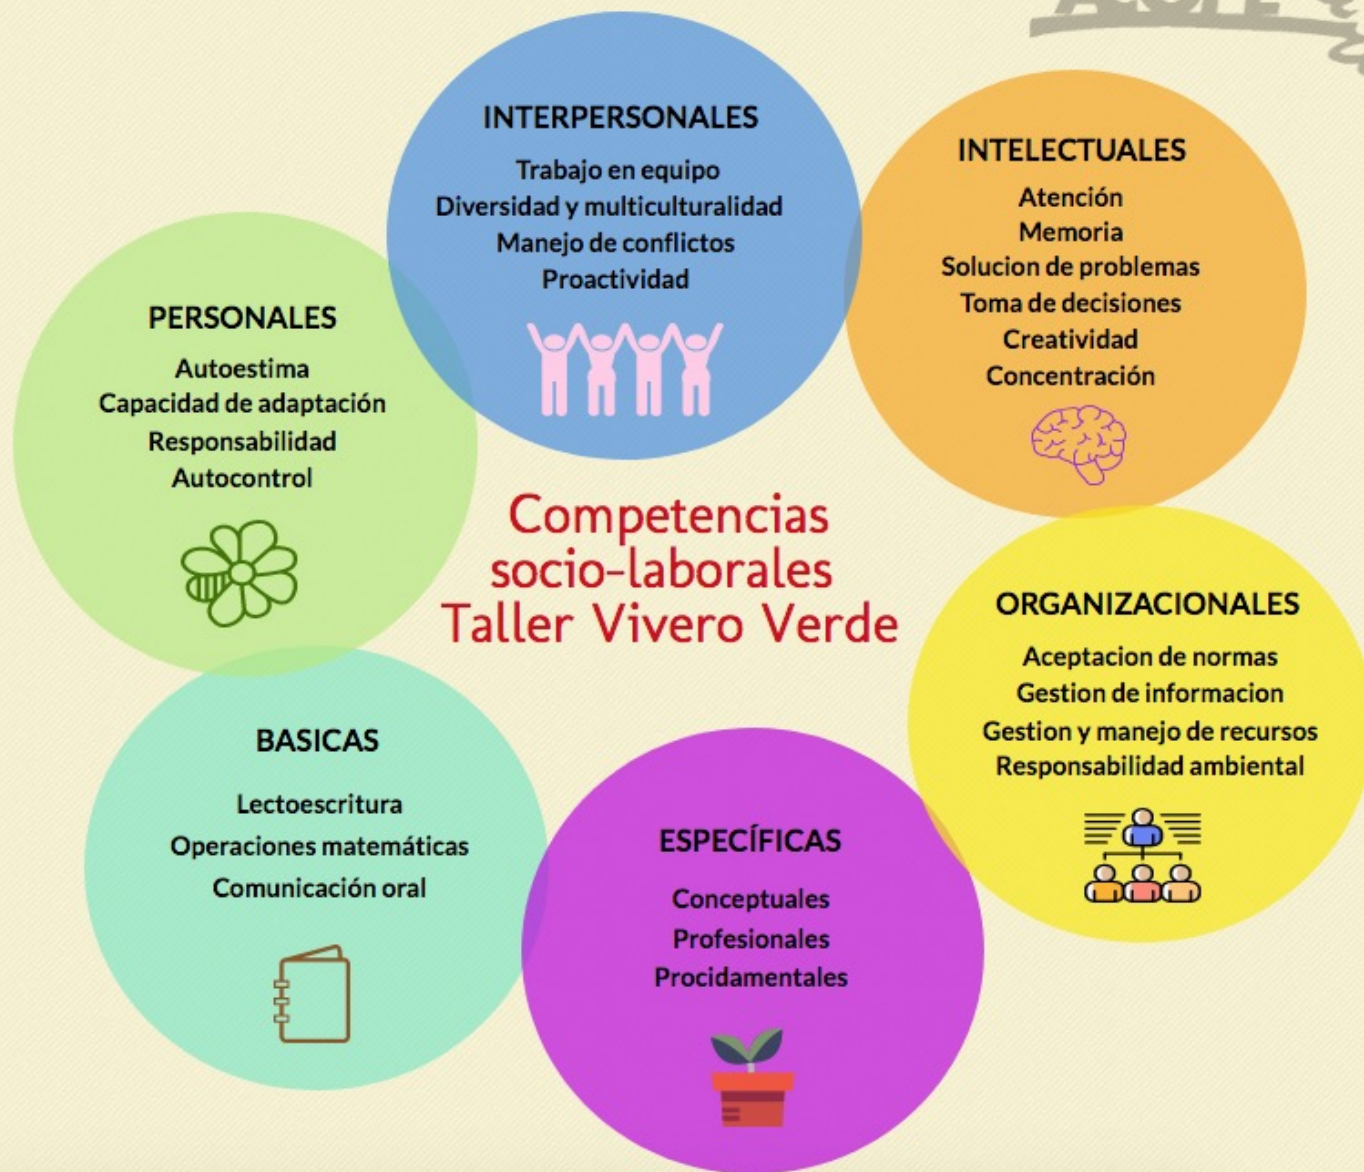 INTERPERSONALES
Trabajo en equipo
Diversidad y multiculturalidad
Manejo de conflictos
Proactividad
INTELECTUALES
Atención
Memoria
Solucion de problemas
Toma de decisiones
Creatividad
Concentración
PERSONALES
Autoestima
Capacidad de adaptación
Responsabilidad
Autocontrol
Competencias
socio-laborales
Taller Vivero Verde
ORGANIZACIONALES
Aceptacion de normas
Gestion de informacion
Gestion y manejo de recursos
Responsabilidad ambiental
BASICAS
Lectoescritura
Operaciones matemáticas
Comunicación oral
ESPECÍFICAS
Conceptuales
Profesionales
Procidamentales